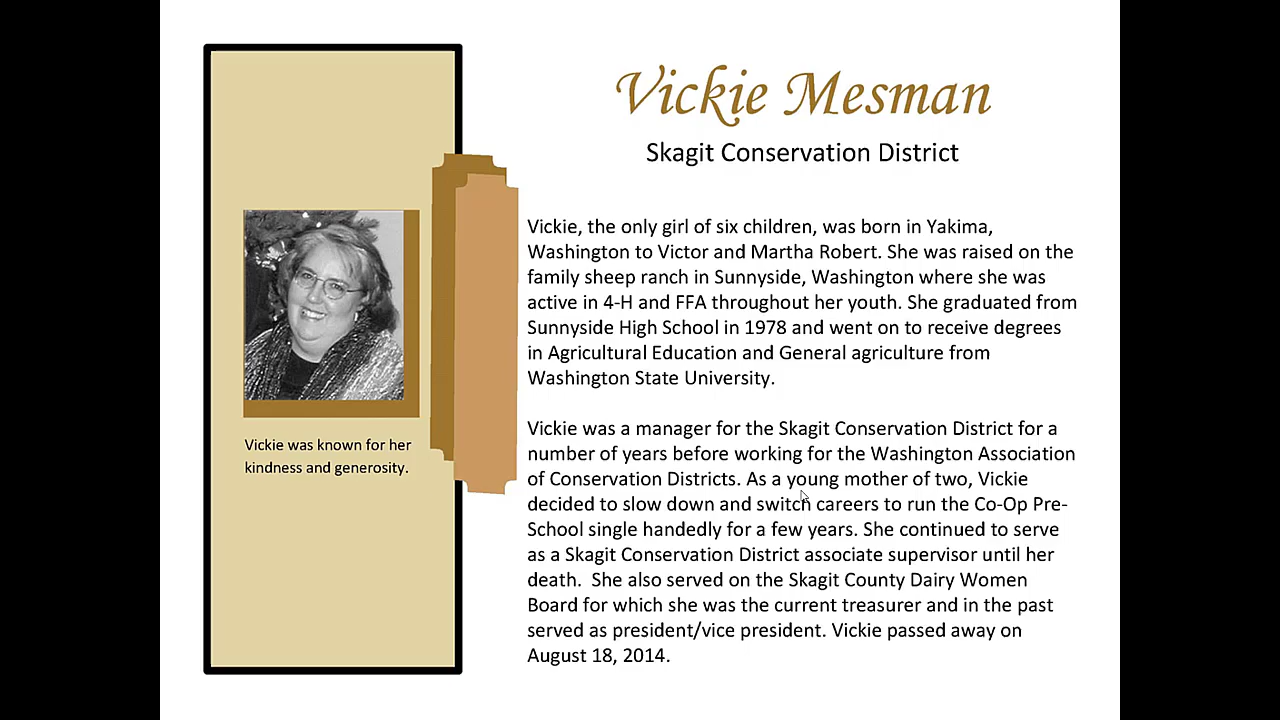 Vickie Mesman
Skagit Conservation District
Vickie, the only girl of six children, was born in Yakima,
Washington to Victor and Martha Robert. She was raised on the
family sheep ranch in Sunnyside, Washington where she was
active in 4-H and FFA throughout her youth. She graduated from
Sunnyside High School in 1978 and went on to receive degrees
in Agricultural Education and General agriculture from
Washington State University.
Vickie was a manager for the Skagit Conservation District for a
number of years before working for the Washington Association
of Conservation Districts. As a young mother of two, Vickie
decided to slow down and switch careers to run the Co-Op Pre-
School single handedly for a few years. She continued to serve
as a Skagit Conservation District associate supervisor until her
death.  She also served on the Skagit County Dairy Women
Board for which she was the current treasurer and in the past
served as president/vice president. Vickie passed away on
August 18, 2014.
Vickie was known for her
kindness and generosity.